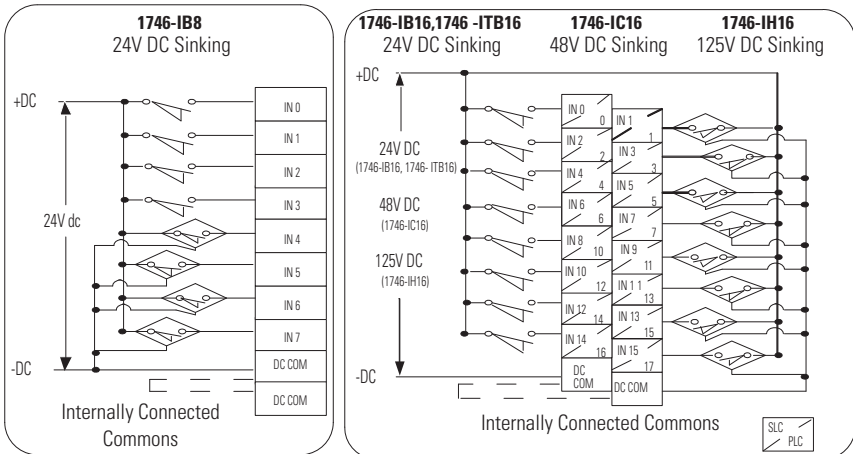 1746-IB8
24V DC Sinking
+DC
24V dc
-DC
IN 0
IN 1
IN 2
IN 3
IN 4
IN 5
IN 6
IN 7
DC COM
DC COM
Internally Connected
Commons
1746-IB16,1746 -ITB16
24V DC Sinking
1746-IC16
48V DC Sinking
1746-IH16
125V DC Sinking
+DC
24V DC
(1746-IB16, 1746- ITB16)
48V DC
(1746-IC16)
125V DC
(1746-IH16)
-DC
IN 0
0
IN 2
2
IN 4
4
IN 6
6
IN 8
10
IN 10
12
IN 12
14
IN 14
16
DC
COM
IN 1
1
IN 3
3
IN 5
5
IN 7
7
IN 9
11
IN 1 1
13
IN 13
15
IN 15
17
DC COM
Internally Connected Commons
SLC
PLC